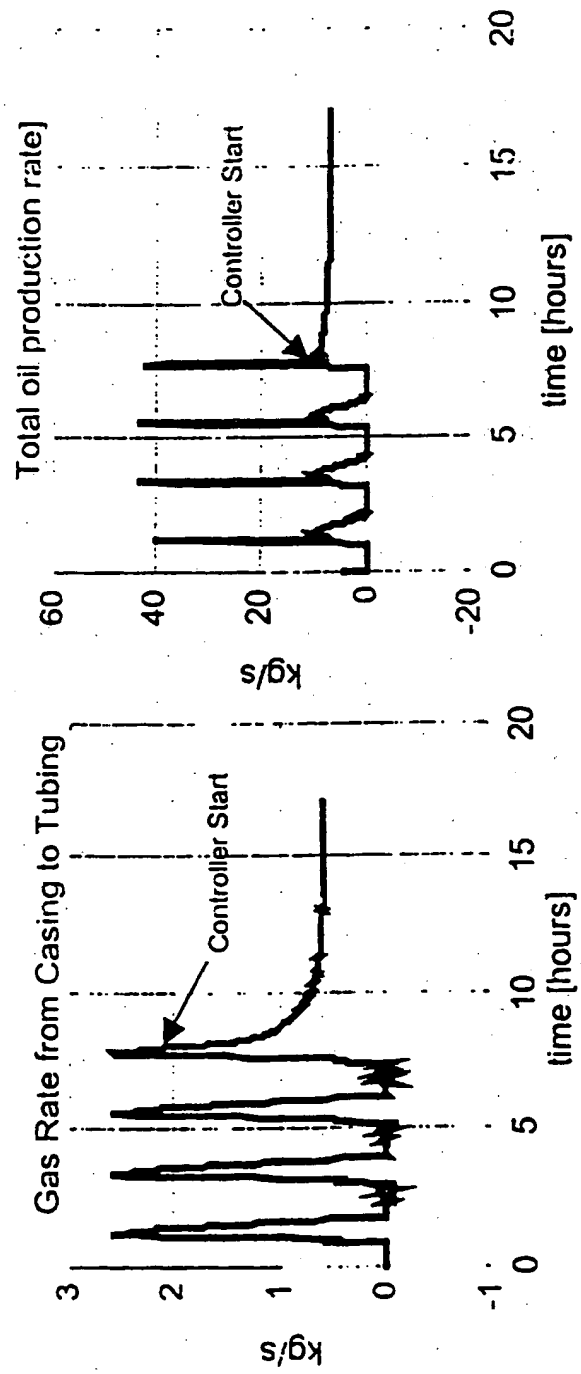 Gas Rate from Casing to Tubing
3
2
1
0
-1
kg/s
Controller Start
0
5
10
15
20
time [hours]
Total oil production rate]
60
40
20
0
-20
kg/s
Controller Start
0
5
10
15
20
time [hours]